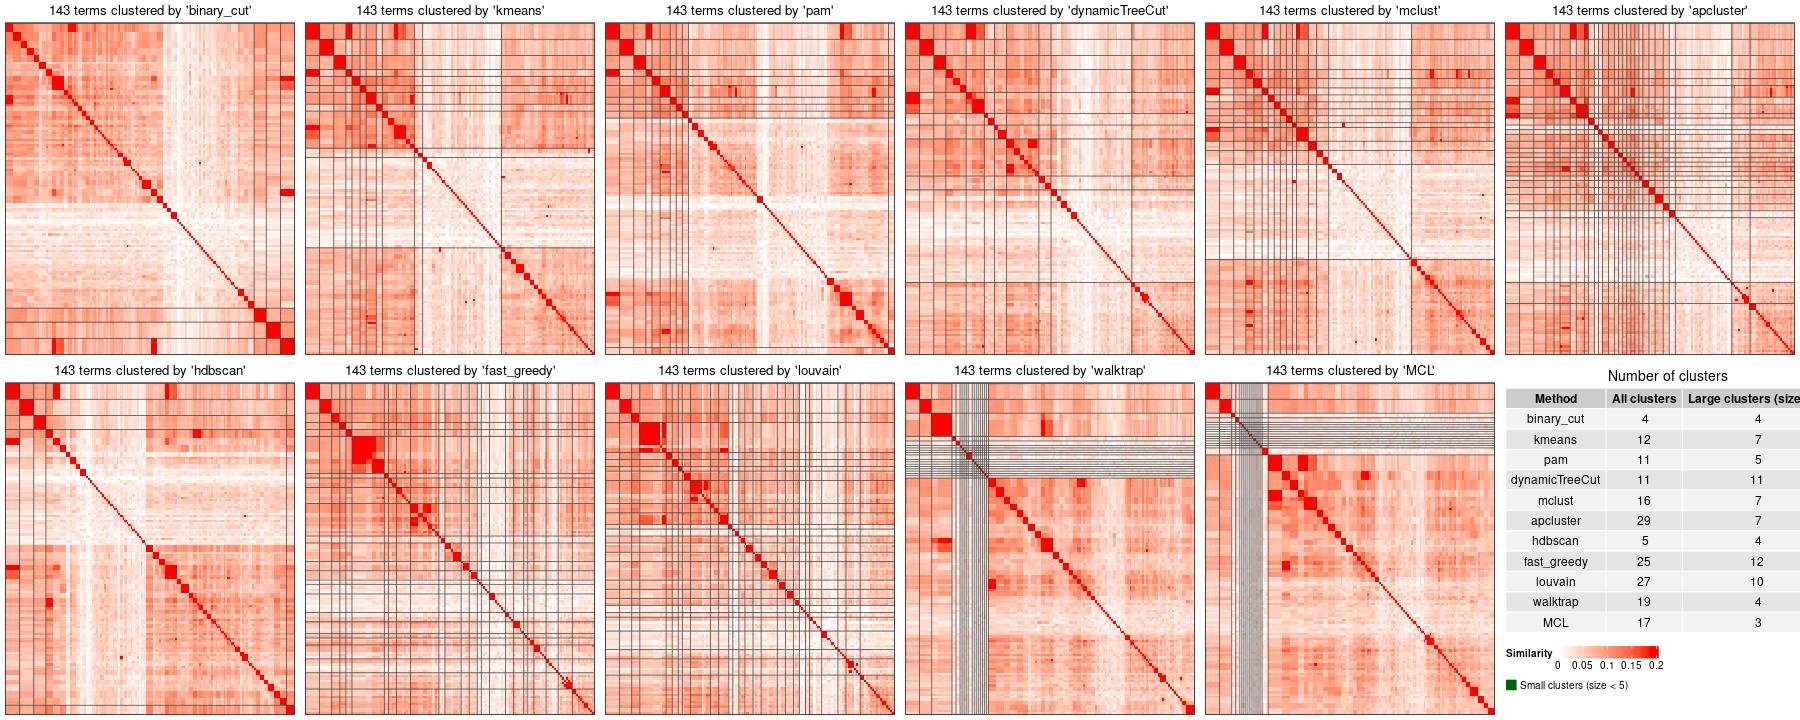 143 terms clustered by 'binary_cut'
143 terms clustered by 'kmeans'
143 terms clustered by 'pam'
143 terms clustered by 'dynamicTreeCut'
143 terms clustered by 'mclust'
143 terms clustered by 'apcluster'
143 terms clustered by 'hdbscan'
143 terms clustered by 'fast_greedy'
143 terms clustered by 'louvain'
143 terms clustered by 'walktrap'
143 terms clustered by 'MCL'
Number of clusters
Method All clusters Large clusters (size
binary_cut 4 4
kmeans 12 7
pam 11 5
dynamicTreeCut 11 11
mclust 16 7
apcluster 29 7
hdbscan 5 4
fast_greedy 25 12
louvain 27 10
walktrap 19 4
MCL 17 3
Similarity
0 0.05 0.1 0.15 0.2
Small clusters (size < 5)